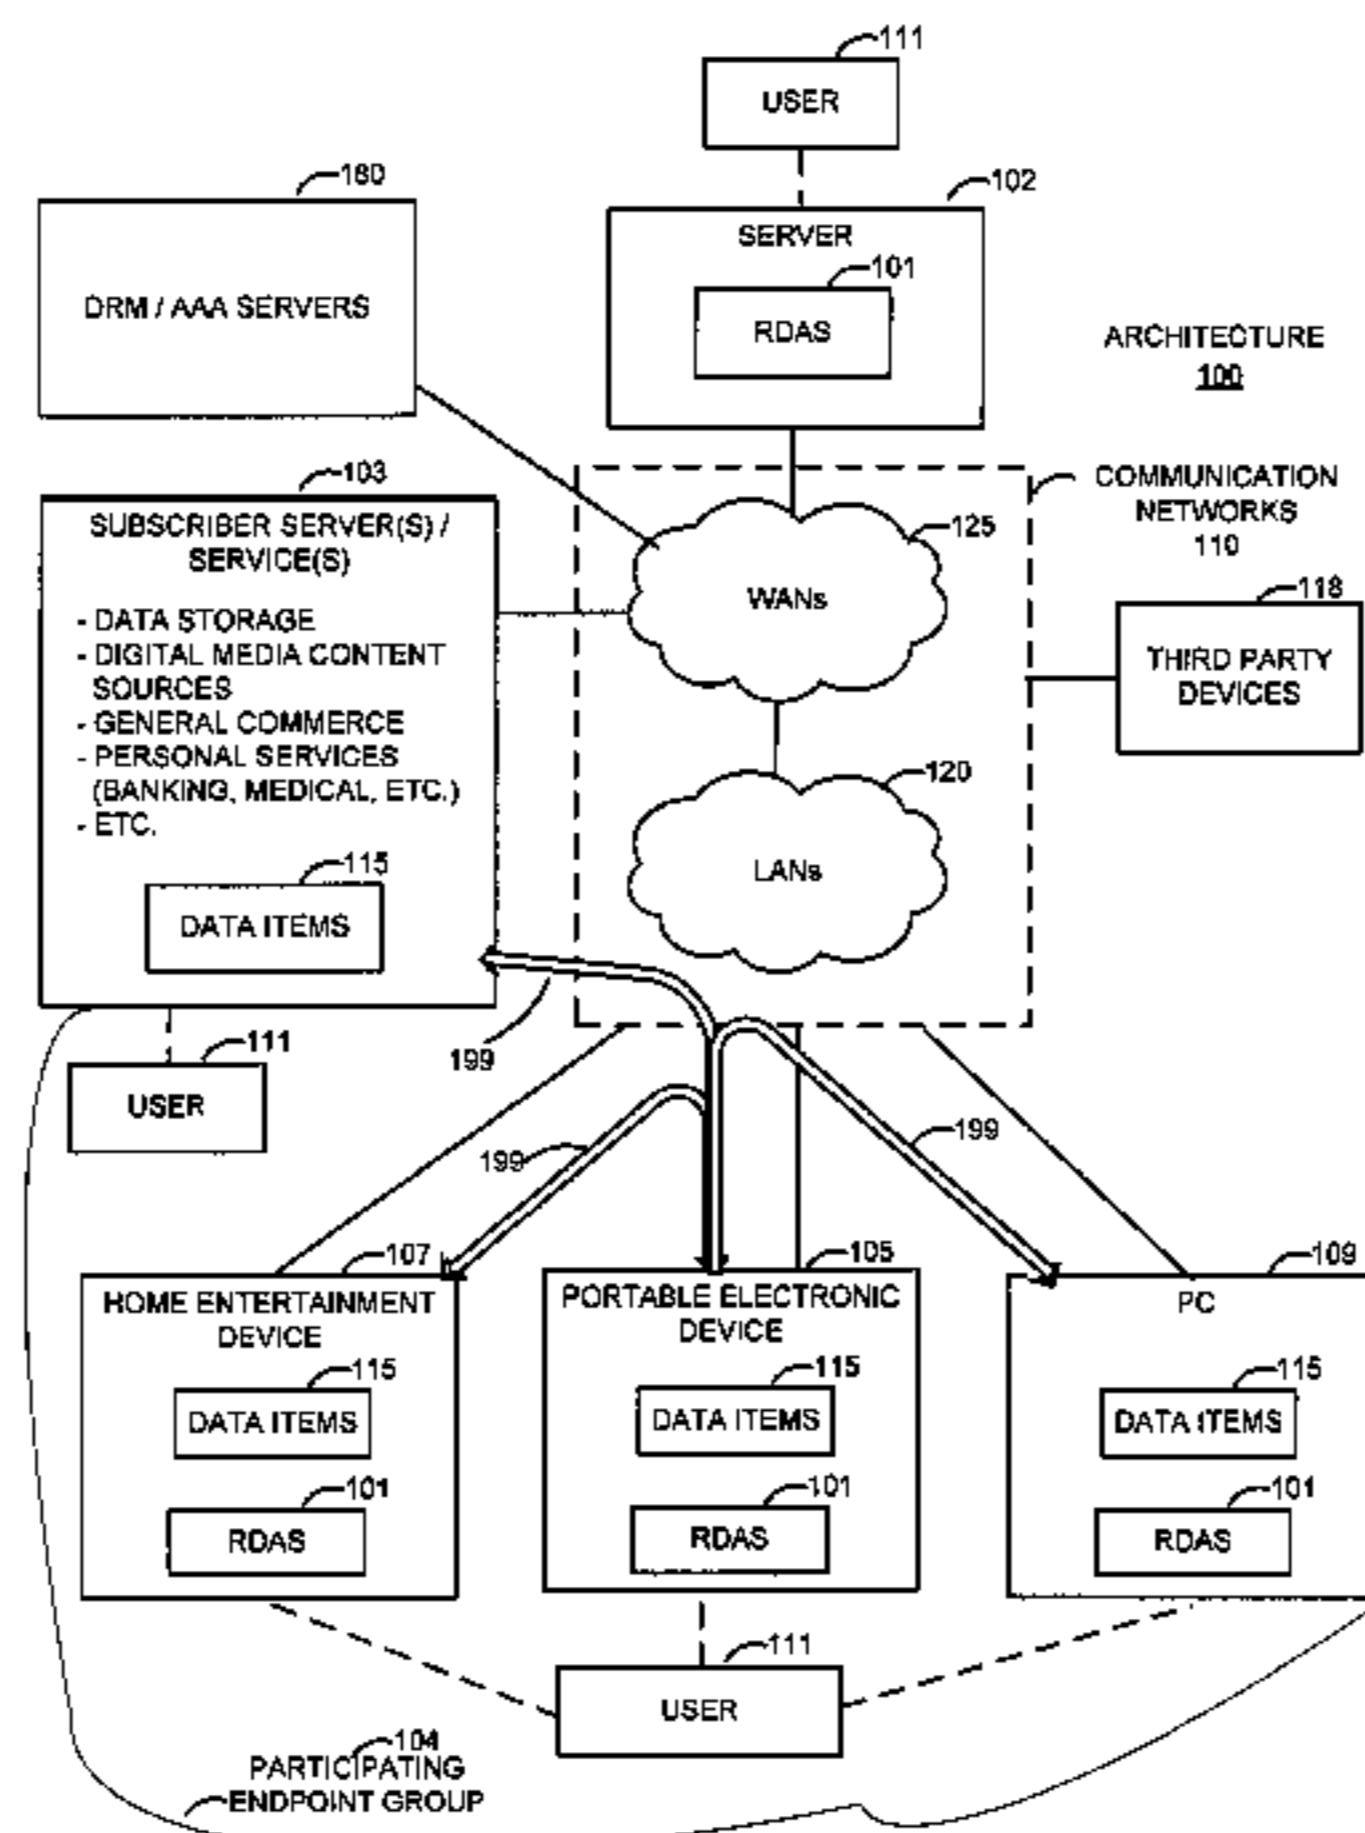 111
USER
180
102
DRM / AAA SERVERS
SERVER
101
RDAS
ARCHITECTURE
100
103
SUBSCRIBER SERVER(S) /
SERVICE(S)
- DATA STORAGE
- DIGITAL MEDIA CONTENT
SOURCES
- GENERAL COMMERCE
- PERSONAL SERVICES
(BANKING, MEDICAL, ETC.)
- ETC.
115
DATA ITEMS
COMMUNICATION
NETWORKS
110
125
WANs
118
THIRD PARTY
DEVICES
120
LANs
199
111
USER
199
199
107
HOME ENTERTAINMENT
DEVICE
115
DATA ITEMS
101
RDAS
105
PORTABLE ELECTRONIC
DEVICE
115
DATA ITEMS
101
RDAS
109
PC
115
DATA ITEMS
101
RDAS
111
USER
104
PARTICIPATING
ENDPOINT GROUP